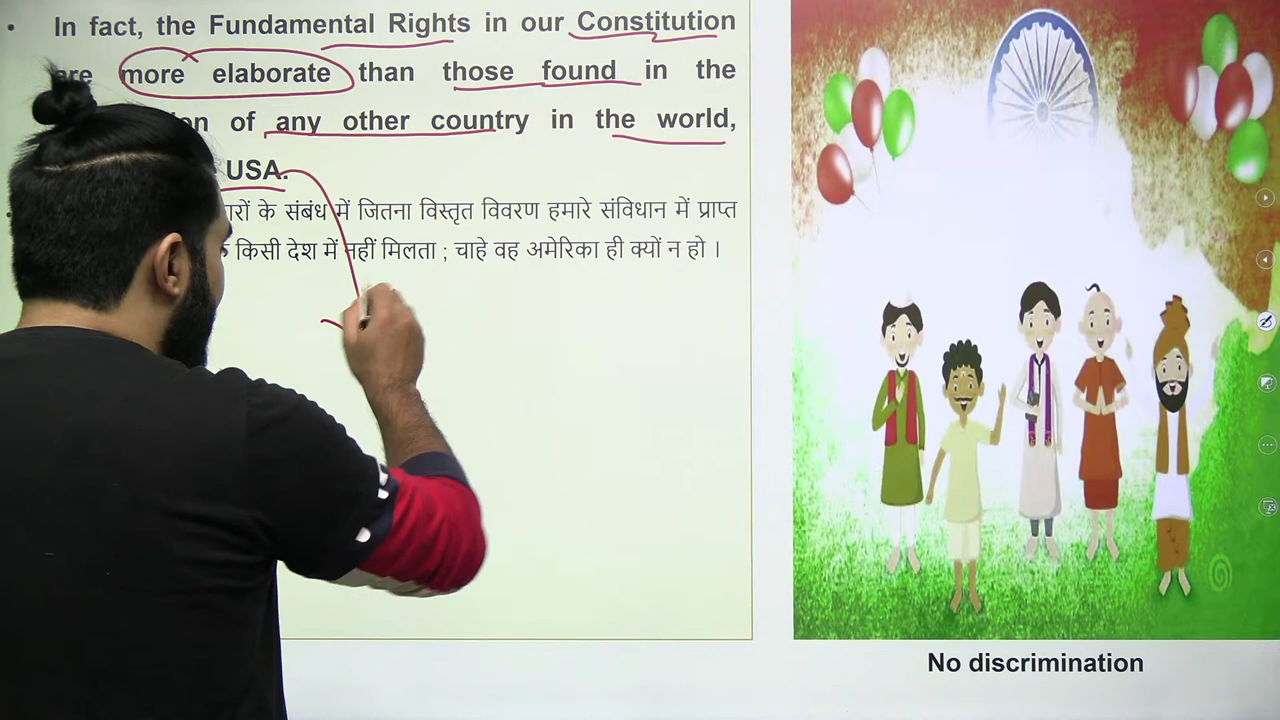 • In fact, the Fundamental Rights in our Constitution
are more elaborate than those found in the
of any other country in the world,
USA.
के संबंध में जितना विस्तृत विवरण हमारे संविधान में प्राप्त
किसी देश में नहीं मिलता ; चाहे वह अमेरिका ही क्यों न हो ।
No discrimination